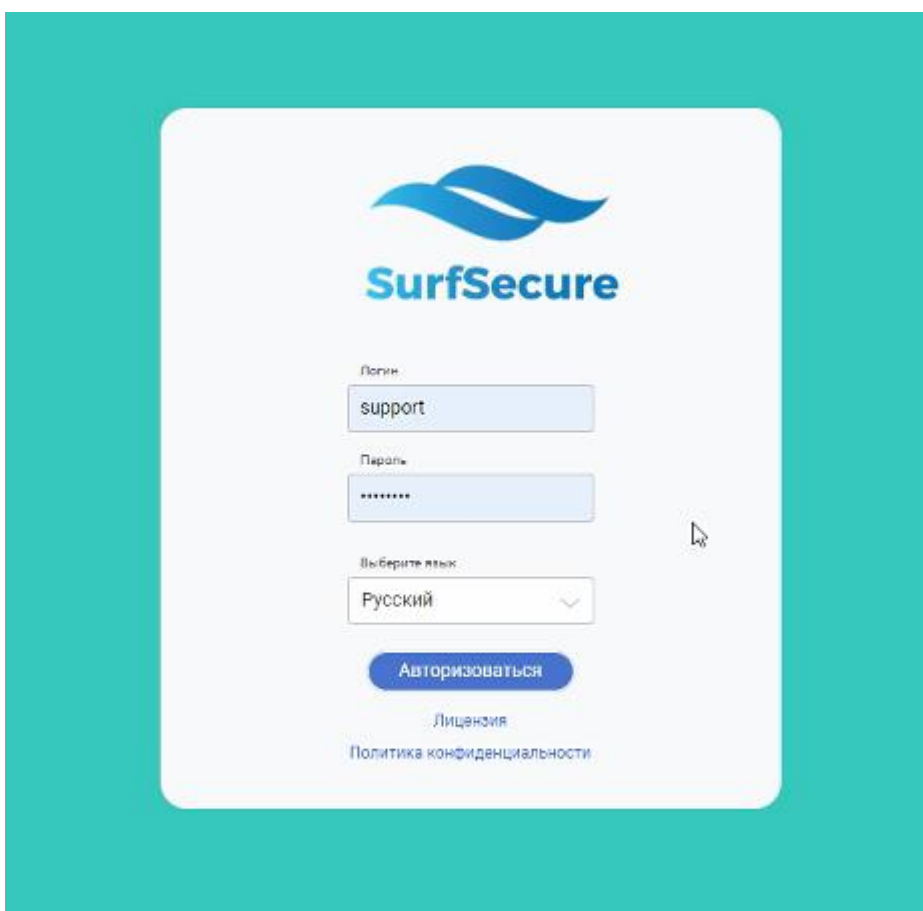 SurfSecure
Логин
support
Пароль
••••••••
Выберите язык
Русский
Авторизоваться
Лицензия
Политика конфиденциальности